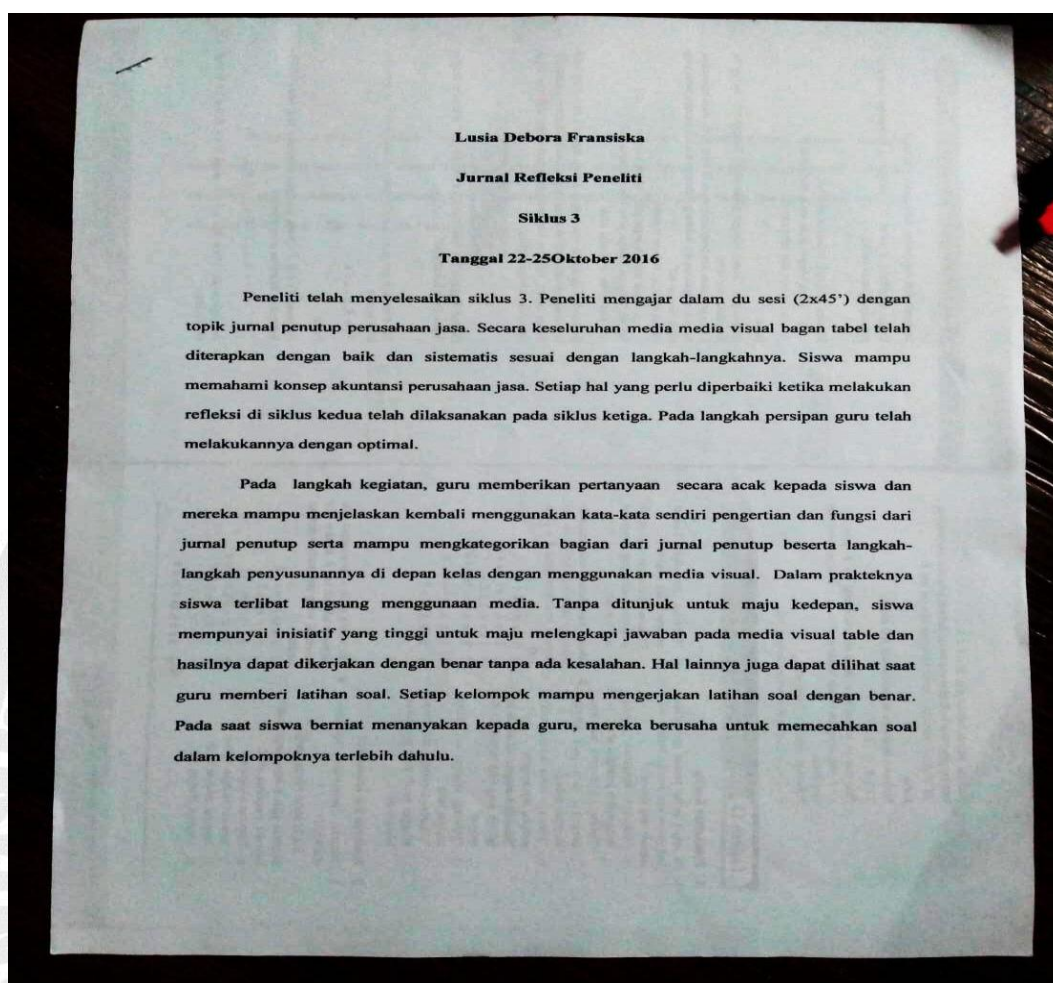 Lusia Debora Fransiska
Jurnal Refleksi Peneliti
Siklus 3
Tanggal 22-25Oktober 2016
Peneliti telah menyelesaikan siklus 3. Peneliti mengajar dalam du sesi (2x45’) dengan
topik jurnal penutup perusahaan jasa. Secara keseluruhan media media visual bagan tabel telah
diterapkan dengan baik dan sistematis sesuai dengan langkah-langkahnya. Siswa mampu
memahami konsep akuntansi perusahaan jasa. Setiap hal yang perlu diperbaiki ketika melakukan
refleksi di siklus kedua telah dilaksanakan pada siklus ketiga. Pada langkah persipan guru telah
melakukannya dengan optimal.
Pada langkah kegiatan, guru memberikan pertanyaan secara acak kepada siswa dan
mereka mampu menjelaskan kembali menggunakan kata-kata sendiri pengertian dan fungsi dari
jurnal penutup serta mampu mengkategorikan bagian dari jurnal penutup beserta langkah-
langkah penyusunannya di depan kelas dengan menggunakan media visual. Dalam prakteknya
siswa terlibat langsung menggunaan media. Tanpa ditunjuk untuk maju kedepan, siswa
mempunyai inisiatif yang tinggi untuk maju melengkapi jawaban pada media visual table dan
hasilnya dapat dikerjakan dengan benar tanpa ada kesalahan. Hal lainnya juga dapat dilihat saat
guru memberi latihan soal. Setiap kelompok mampu mengerjakan latihan soal dengan benar.
Pada saat siswa berniat menanyakan kepada guru, mereka berusaha untuk memecahkan soal
dalam kelompoknya terlebih dahulu.